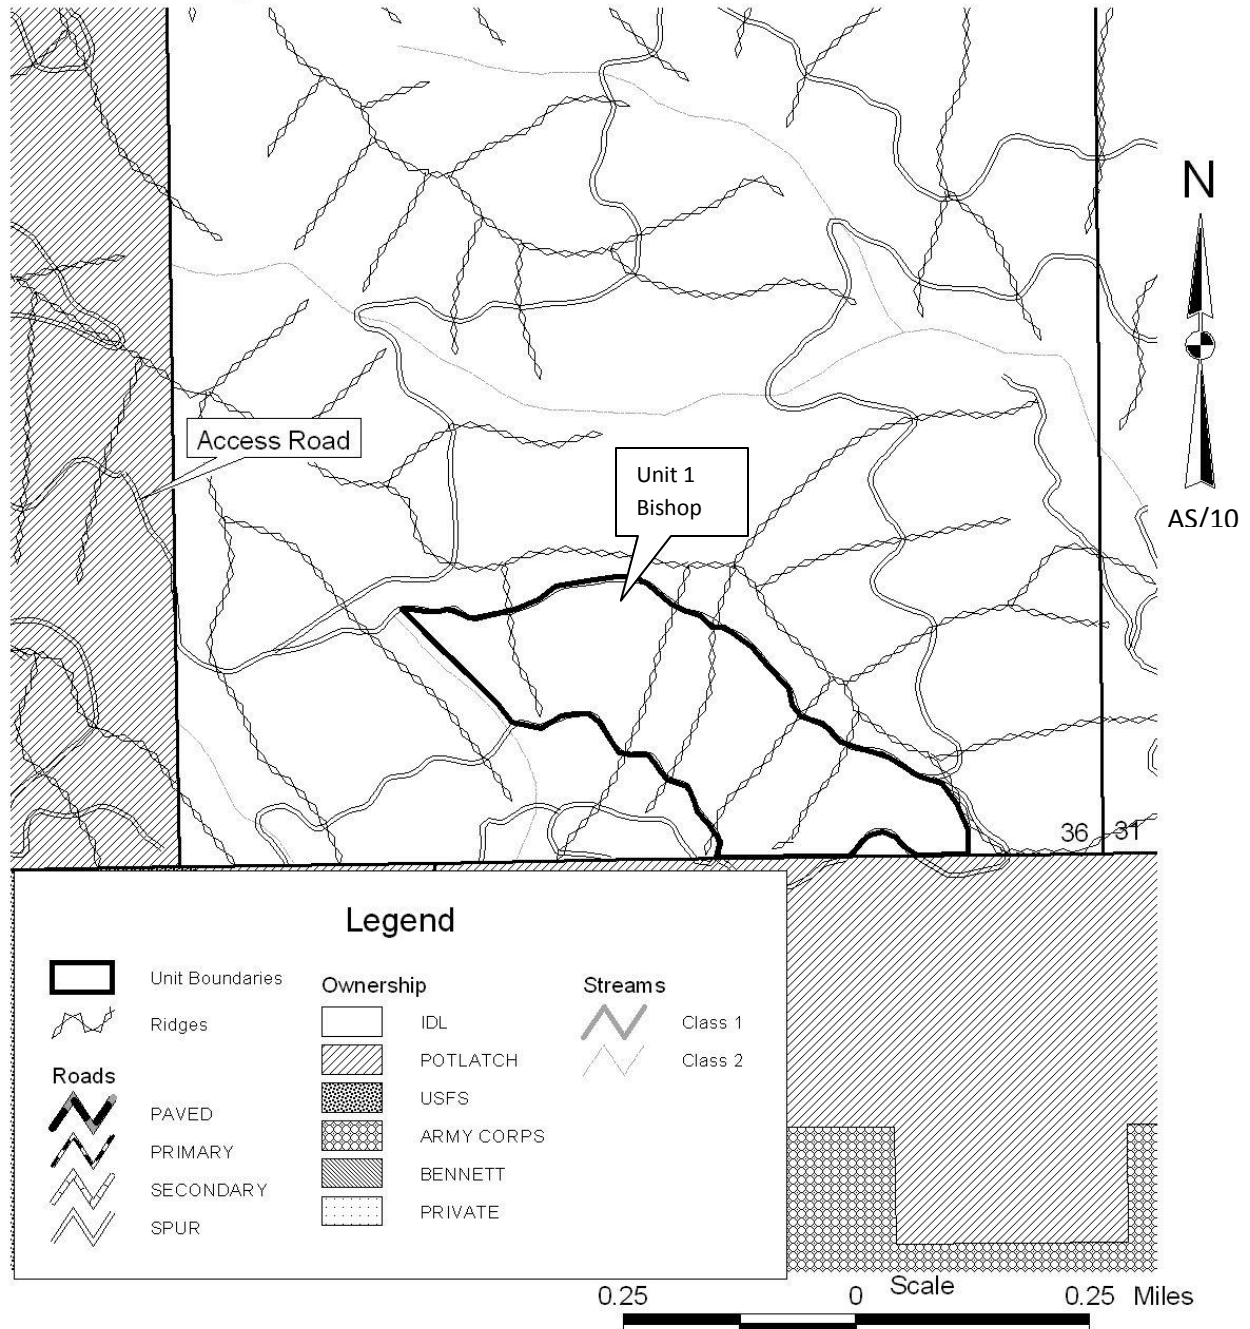 N
AS/10
Access Road
Unit 1
Bishop
36
31
Legend
Unit Boundaries
Ridges
Roads
PAVED
PRIMARY
SECONDARY
SPUR
Ownership
IDL
POTLATCH
USFS
ARMY CORPS
BENNETT
PRIVATE
Streams
Class 1
Class 2
Scale
0.25 0 0.25 Miles